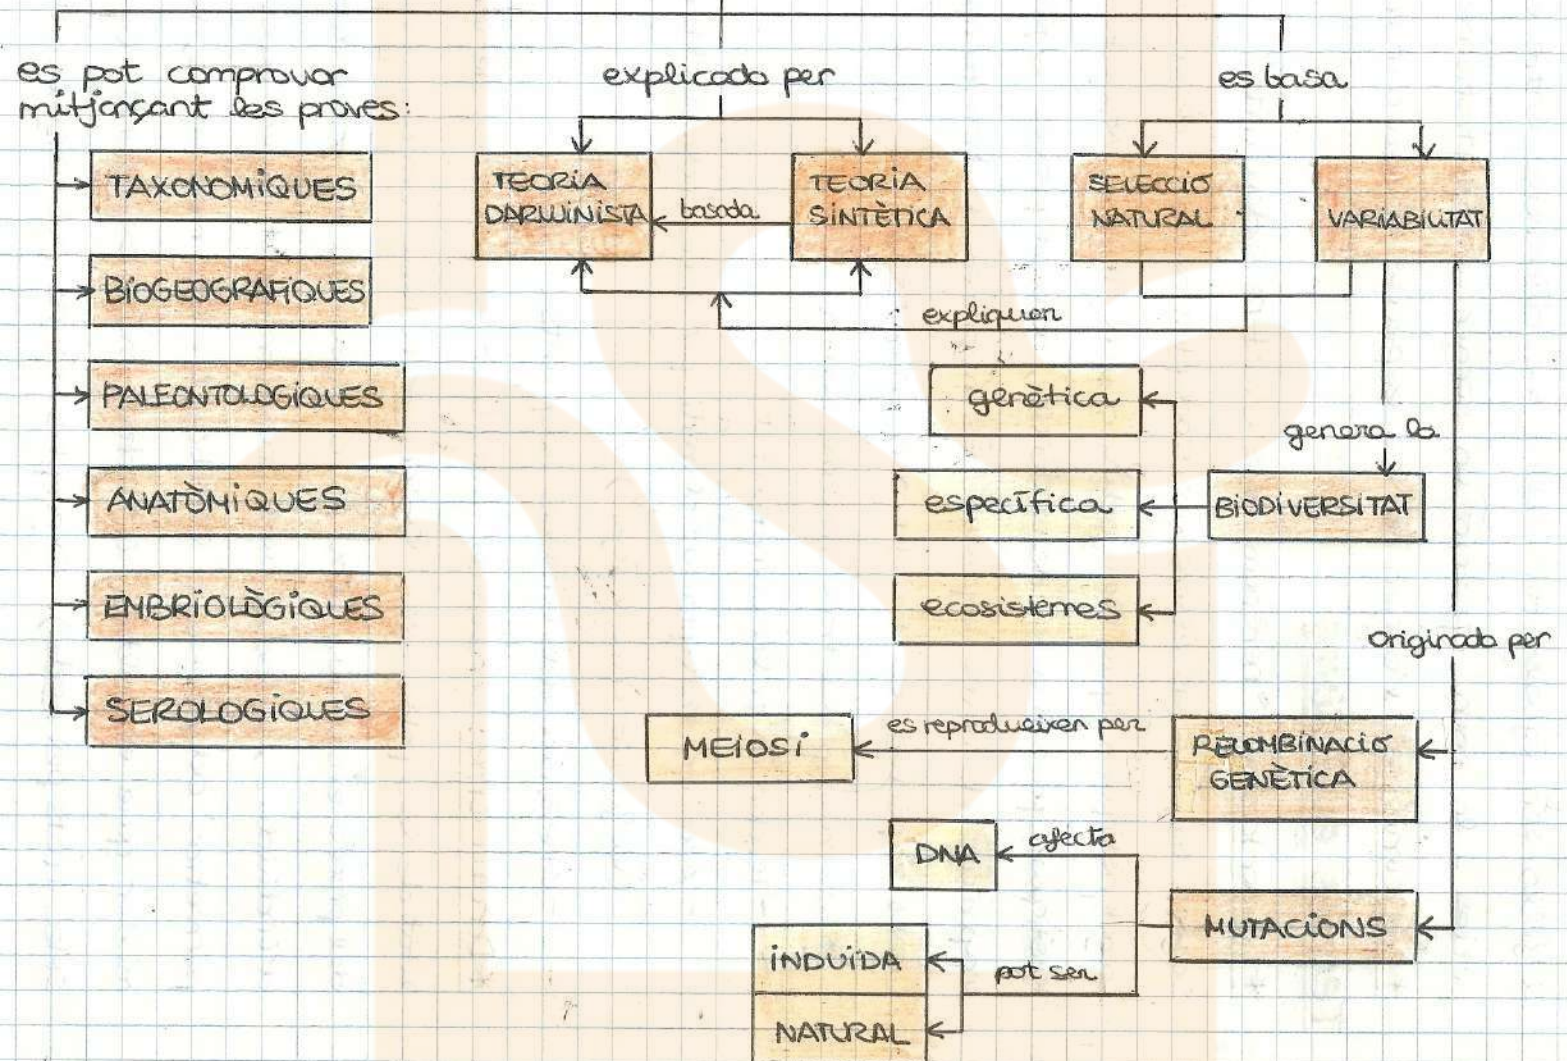 es pot comprovar
mitjançant les proves:
TAXONOMiQUES
BiOGEOGRAFiQUES
PALEONTOLOGiQUES
ANATÒMiQUES
EMBRiOLÒGiQUES
SEROLOGiQUES
explicada per
TEORiA
DARWiNiSTA
basada
TEORiA
SiNTÈTiCA
es basa
SELECCiÓ
NATURAL
VARiABiLiTAT
expliquen
genera la
BiODiVERSiTAT
genètica
específica
ecosistemes
originada per
RECOMBiNACiÓ
GENÈTiCA
es reprodueixen per
MEiOSi
MUTACiONS
afecta
DNA
pot ser
iNDUiDA
NATURAL